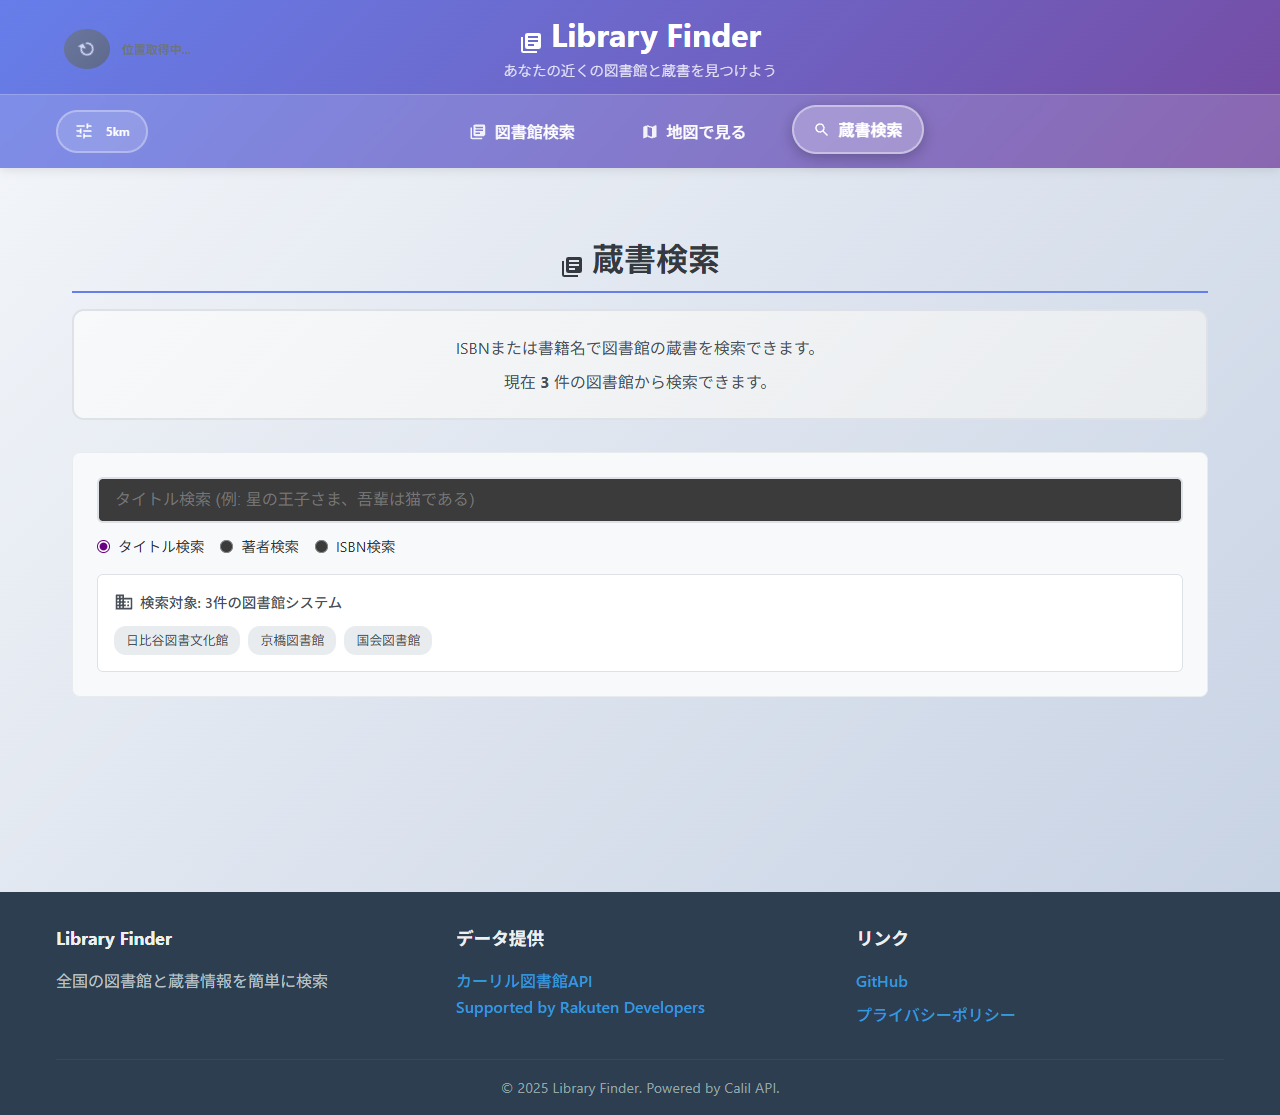 位置取得中...
Library Finder
あなたの近くの図書館と蔵書を見つけよう
5km
図書館検索
地図で見る
蔵書検索
蔵書検索
ISBNまたは書籍名で図書館の蔵書を検索できます。
現在 3 件の図書館から検索できます。
タイトル検索 (例: 星の王子さま、吾輩は猫である)
タイトル検索 著者検索 ISBN検索
検索対象: 3件の図書館システム
日比谷図書文化館 京橋図書館 国会図書館
Library Finder
全国の図書館と蔵書情報を簡単に検索
データ提供
カーリル図書館API
Supported by Rakuten Developers
リンク
GitHub
プライバシーポリシー
© 2025 Library Finder. Powered by Calil API.